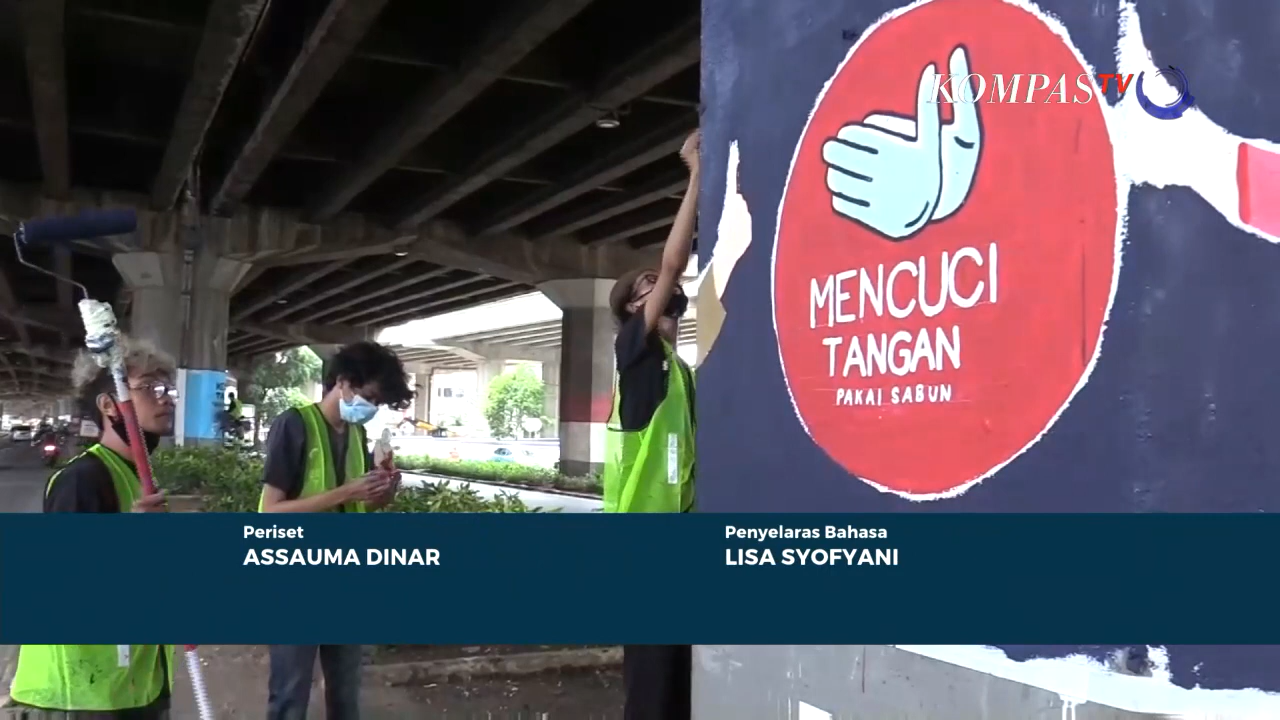 KOMPASTV
MENCUCI
TANGAN
PAKAI SABUN
Periset
ASSAUMA DINAR
Penyelaras Bahasa
LISA SYOFYANI